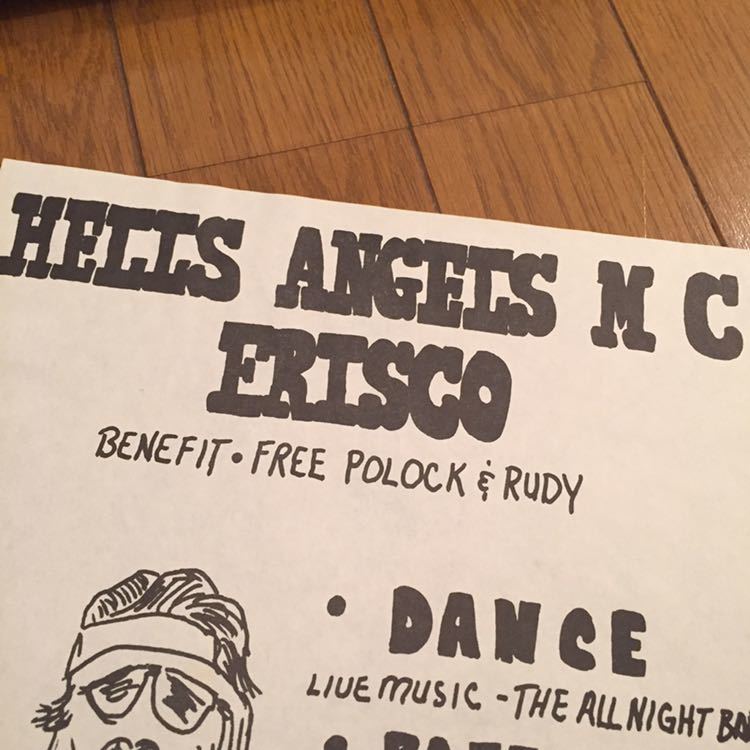 HELLS ANGELS M C
FRISCO
BENEFIT • FREE POLOCK & RUDY
• DANCE
LIVE MUSIC - THE ALL NIGHT
•